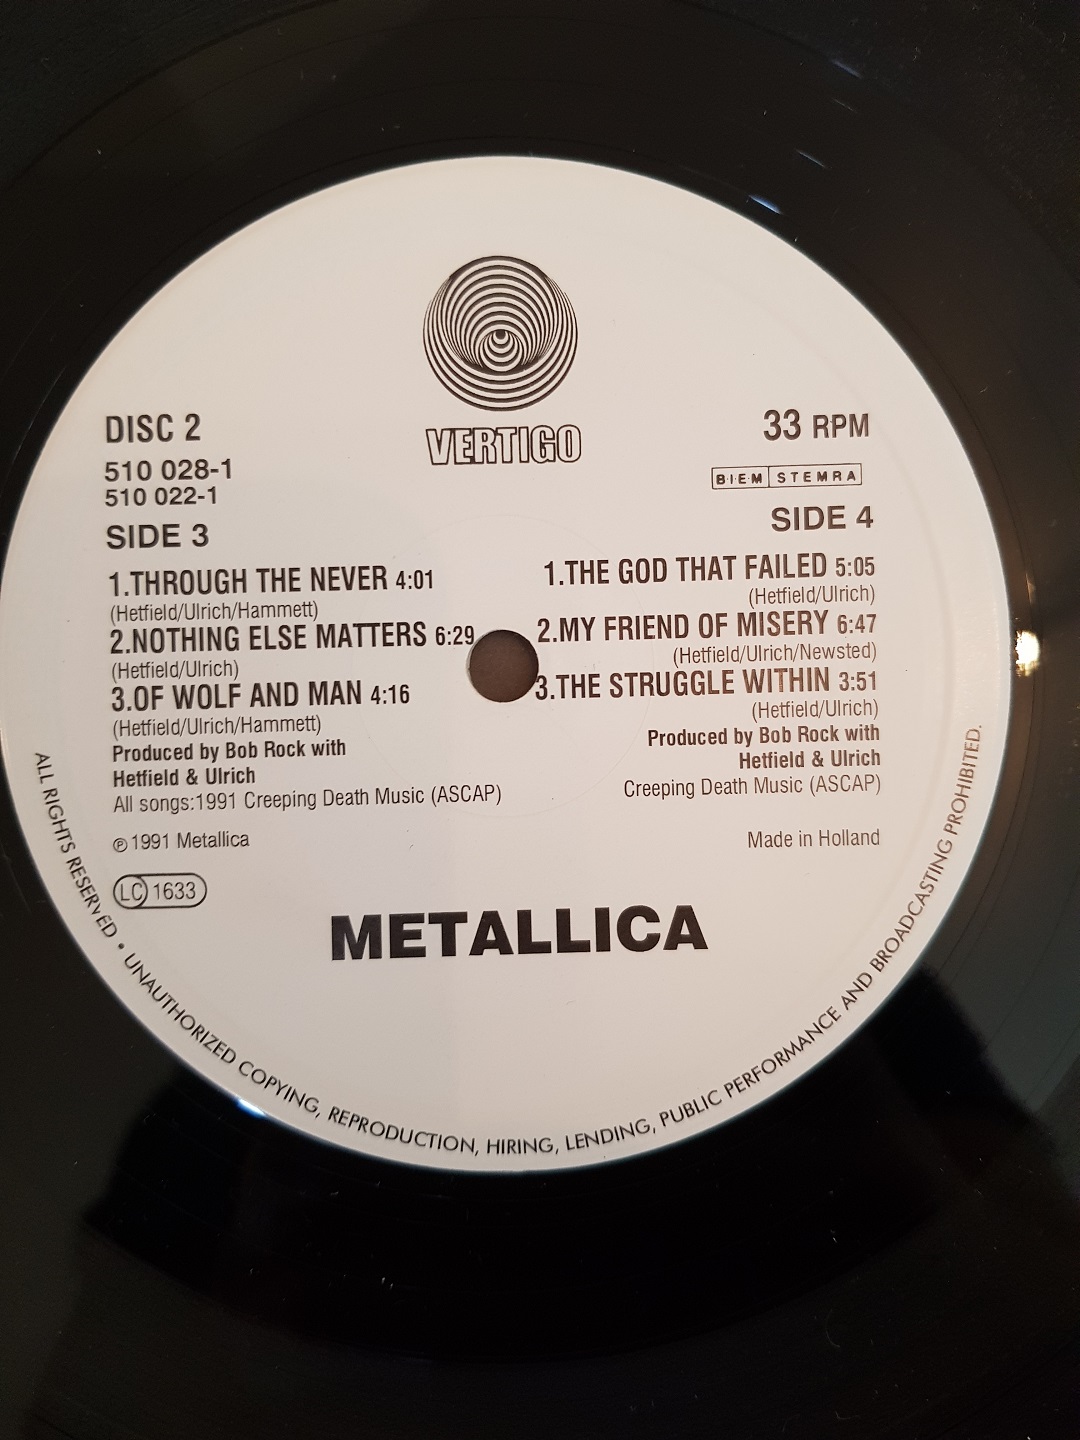 VERTIGO
DISC 2
510 028-1
510 022-1
SIDE 3
1.THROUGH THE NEVER 4:01
(Hetfield/Ulrich/Hammett)
2.NOTHING ELSE MATTERS 6:29
(Hetfield/Ulrich)
3.OF WOLF AND MAN 4:16
(Hetfield/Ulrich/Hammett)
Produced by Bob Rock with
Hetfield & Ulrich
All songs:1991 Creeping Death Music (ASCAP)
℗ 1991 Metallica
LC 1633
33 RPM
B·I·E·M STEMRA
SIDE 4
1.THE GOD THAT FAILED 5:05
(Hetfield/Ulrich)
2.MY FRIEND OF MISERY 6:47
(Hetfield/Ulrich/Newsted)
3.THE STRUGGLE WITHIN 3:51
(Hetfield/Ulrich)
Produced by Bob Rock with
Hetfield & Ulrich
Creeping Death Music (ASCAP)
Made in Holland
METALLICA
ALL RIGHTS RESERVED • UNAUTHORIZED COPYING, REPRODUCTION, HIRING, LENDING, PUBLIC PERFORMANCE AND BROADCASTING PROHIBITED.